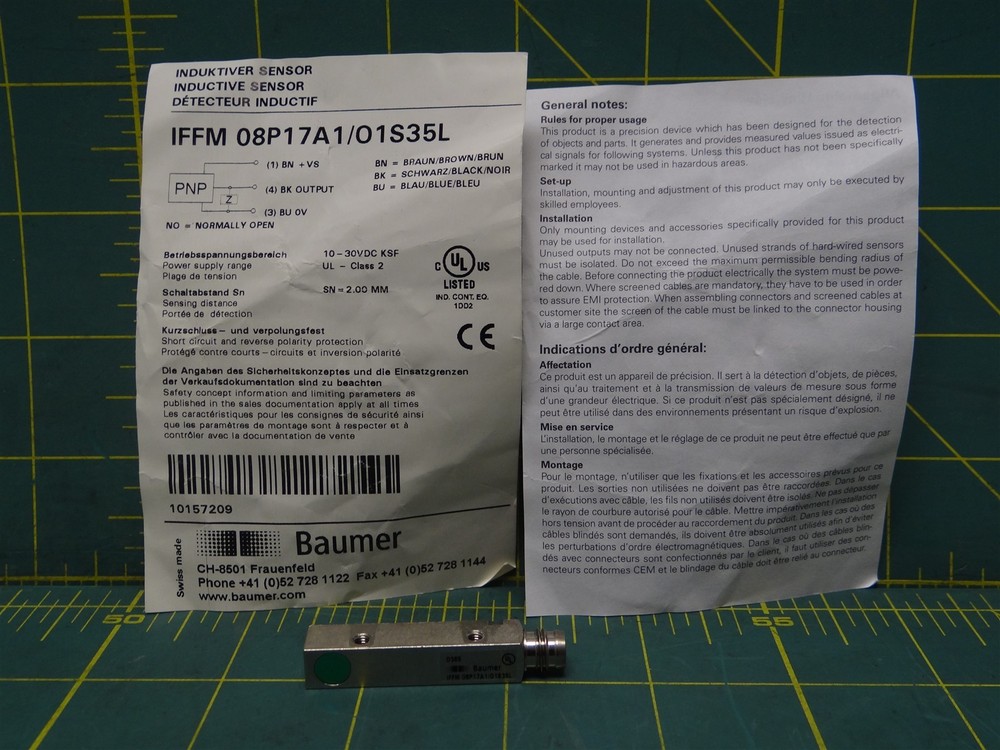 INDUKTIVER SENSOR
INDUCTIVE SENSOR
DÉTECTEUR INDUCTIF
IFFM 08P17A1/O1S35L
PNP
Z
(1) BN +VS
(4) BK OUTPUT
(3) BU 0V
NO = NORMALLY OPEN
BN = BRAUN/BROWN/BRUN
BK = SCHWARZ/BLACK/NOIR
BU = BLAU/BLUE/BLEU
Betriebsspannungsbereich 10-30VDC KSF
Power supply range UL - Class 2
Plage de tension
Schaltabstand Sn SN = 2.00 MM
Sensing distance
Portée de détection
C UL US
LISTED
IND. CONT. EQ.
1DD2
CE
Kurzschluss- und verpolungsfest
Short circuit and reverse polarity protection
Protégé contre courts-circuits et inversion polarité
Die Angaben des Sicherheitskonzeptes und die Einsatzgrenzen
der Verkaufsdokumentation sind zu beachten
Safety concept information and limiting parameters as
published in the sales documentation apply at all times
Les caractéristiques pour les consignes de sécurité ainsi
que les paramètres de montage sont à respecter et à
contrôler avec la documentation de vente
10157209
Swiss made
Baumer
CH-8501 Frauenfeld
Phone +41 (0)52 728 1122 Fax +41 (0)52 728 1144
www.baumer.com
General notes:
Rules for proper usage
This product is a precision device which has been designed for the detection
of objects and parts. It generates and provides measured values issued as electri-
cal signals for following systems. Unless this product has not been specifically
marked it may not be used in hazardous areas.
Set-up
Installation, mounting and adjustment of this product may only be executed by
skilled employees.
Installation
Only mounting devices and accessories specifically provided for this product
may be used for installation.
Unused outputs may not be connected. Unused strands of hard-wired sensors
must be isolated. Do not exceed the maximum permissible bending radius of
the cable. Before connecting the product electrically the system must be powe-
red down. Where screened cables are mandatory, they have to be used in order
to assure EMI protection. When assembling connectors and screened cables at
customer site the screen of the cable must be linked to the connector housing
via a large contact area.
Indications d'ordre général:
Affectation
Ce produit est un appareil de précision. Il sert à la détection d'objets, de pièces,
ainsi qu'au traitement et à la transmission de valeurs de mesure sous forme
d'une grandeur électrique. Si ce produit n'est pas spécialement désigné, il ne
peut être utilisé dans des environnements présentant un risque d'explosion.
Mise en service
L'installation, le montage et le réglage de ce produit ne peut être effectué que par
une personne spécialisée.
Montage
Pour le montage, n'utiliser que les fixations et les accessoires prévus pour ce
produit. Les sorties non utilisées ne doivent pas être raccordées. Dans le cas
d'exécutions avec câble, les fils non utilisés doivent être isolés. Ne pas dépasser
le rayon de courbure autorisé pour le câble. Mettre impérativement l'installation
hors tension avant de procéder au raccordement du produit. Dans les cas où des
câbles blindés sont demandés, ils doivent être absolument utilisés afin d'éviter
les perturbations d'ordre électromagnétiques. Dans le cas où des câbles blin-
dés avec connecteurs sont confectionnés par le client, il faut utiliser des con-
necteurs conformes CEM et le blindage du câble doit être relié au connecteur.
50
55
Baumer
IFFM 08P17A1/O1S35L